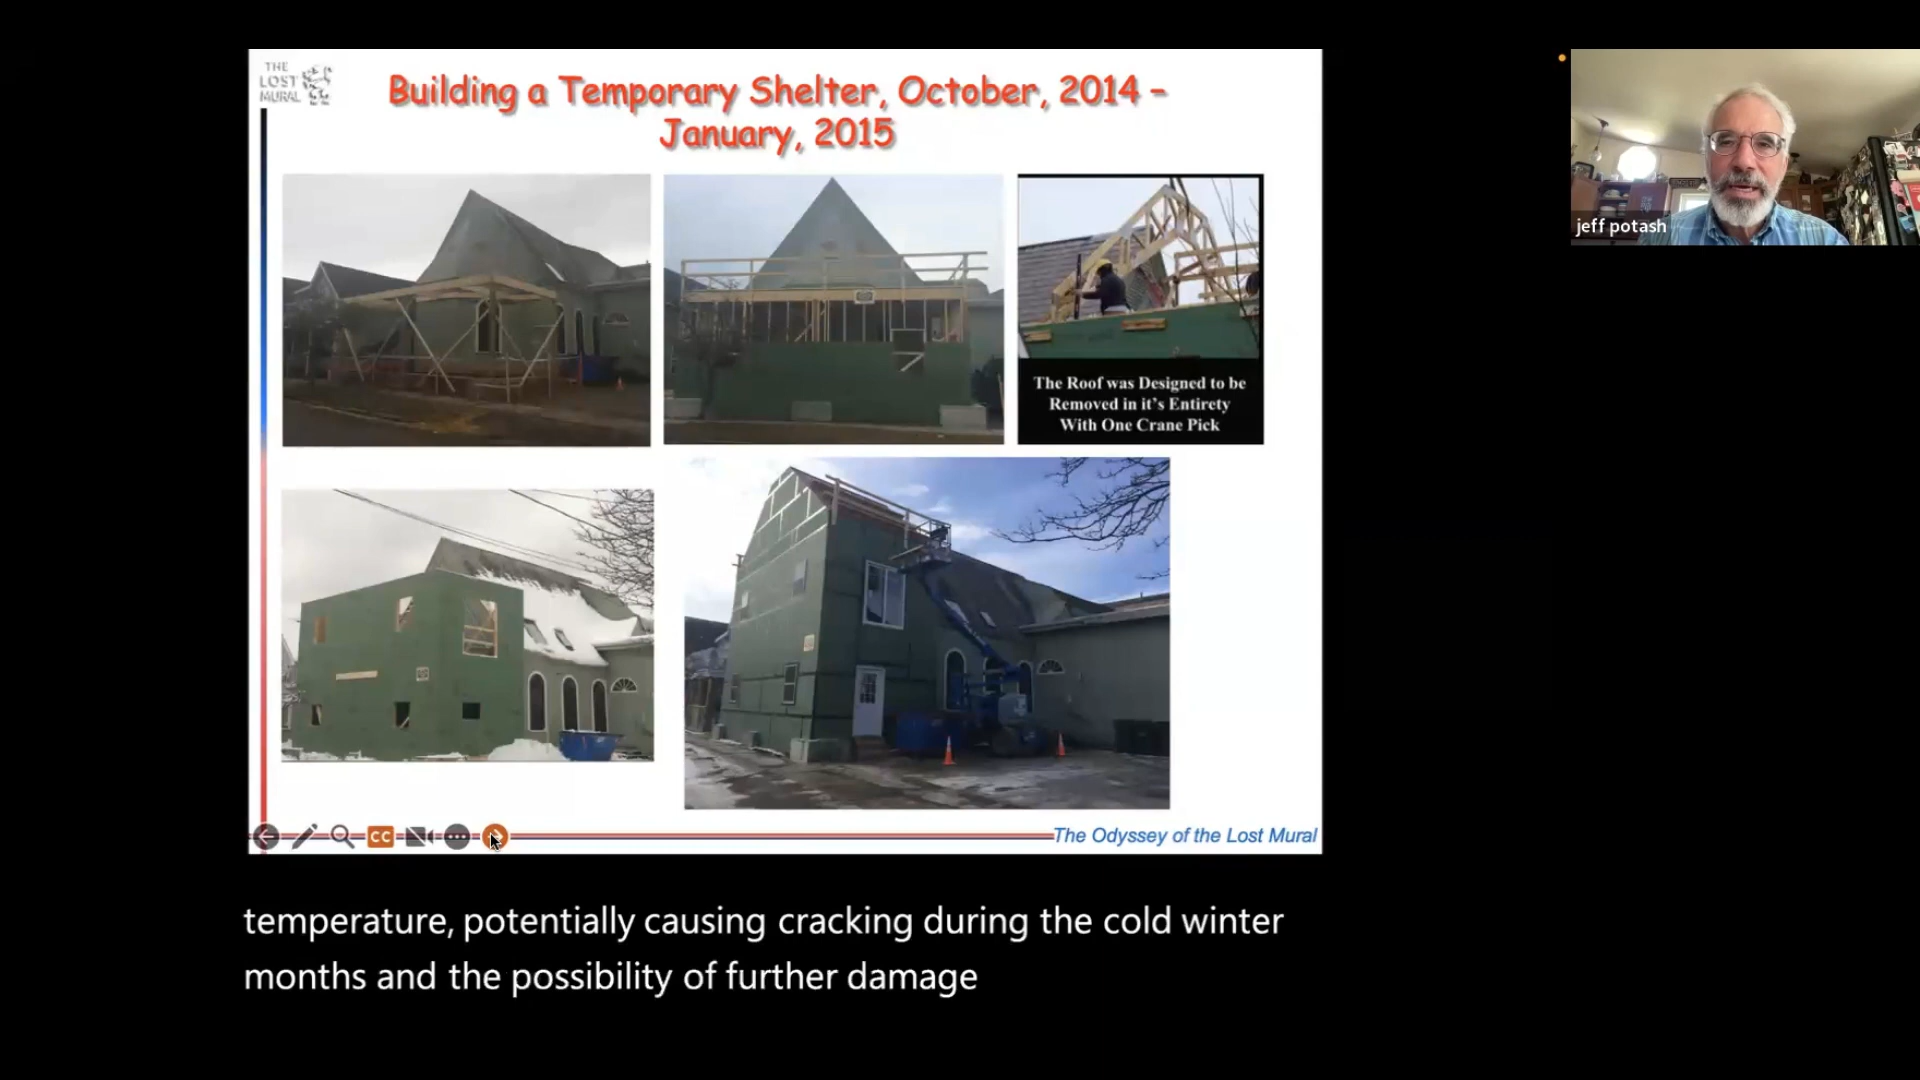 THE
LOST
MURAL
Building a Temporary Shelter, October, 2014 –
January, 2015
The Roof was Designed to be
Removed in it's Entirety
With One Crane Pick
jeff potash
CC
The Odyssey of the Lost Mural
temperature, potentially causing cracking during the cold winter
months and the possibility of further damage